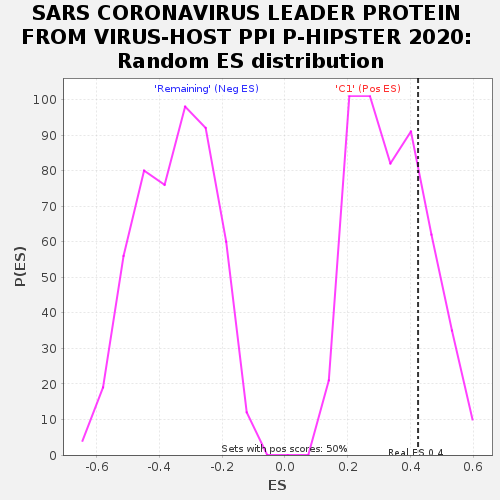 SARS CORONAVIRUS LEADER PROTEIN
FROM VIRUS-HOST PPI P-HIPSTER 2020:
Random ES distribution
'Remaining' (Neg ES)
'C1' (Pos ES)
100
90
80
70
60
50
40
30
20
10
0
P(ES)
Sets with pos scores: 50%
Real ES 0.4
-0.6
-0.4
-0.2
0.0
0.2
0.4
0.6
ES